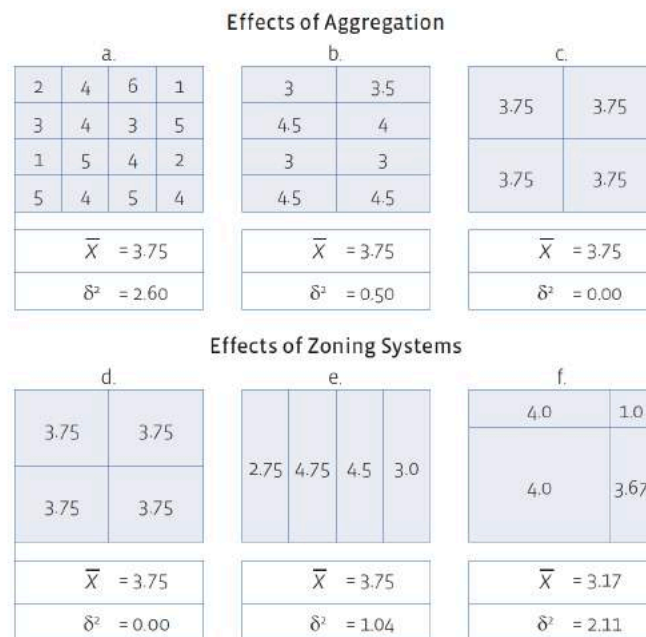 Effects of Aggregation
a. b. c.
2 4 6 1
3 4 3 5
1 5 4 2
5 4 5 4
X̅ = 3.75
δ² = 2.60
3 3.5
4.5 4
3 3
4.5 4.5
X̅ = 3.75
δ² = 0.50
3.75 3.75
3.75 3.75
X̅ = 3.75
δ² = 0.00
Effects of Zoning Systems
d. e. f.
3.75 3.75
3.75 3.75
X̅ = 3.75
δ² = 0.00
2.75 4.75 4.5 3.0
X̅ = 3.75
δ² = 1.04
4.0 1.0
4.0 3.67
X̅ = 3.17
δ² = 2.11